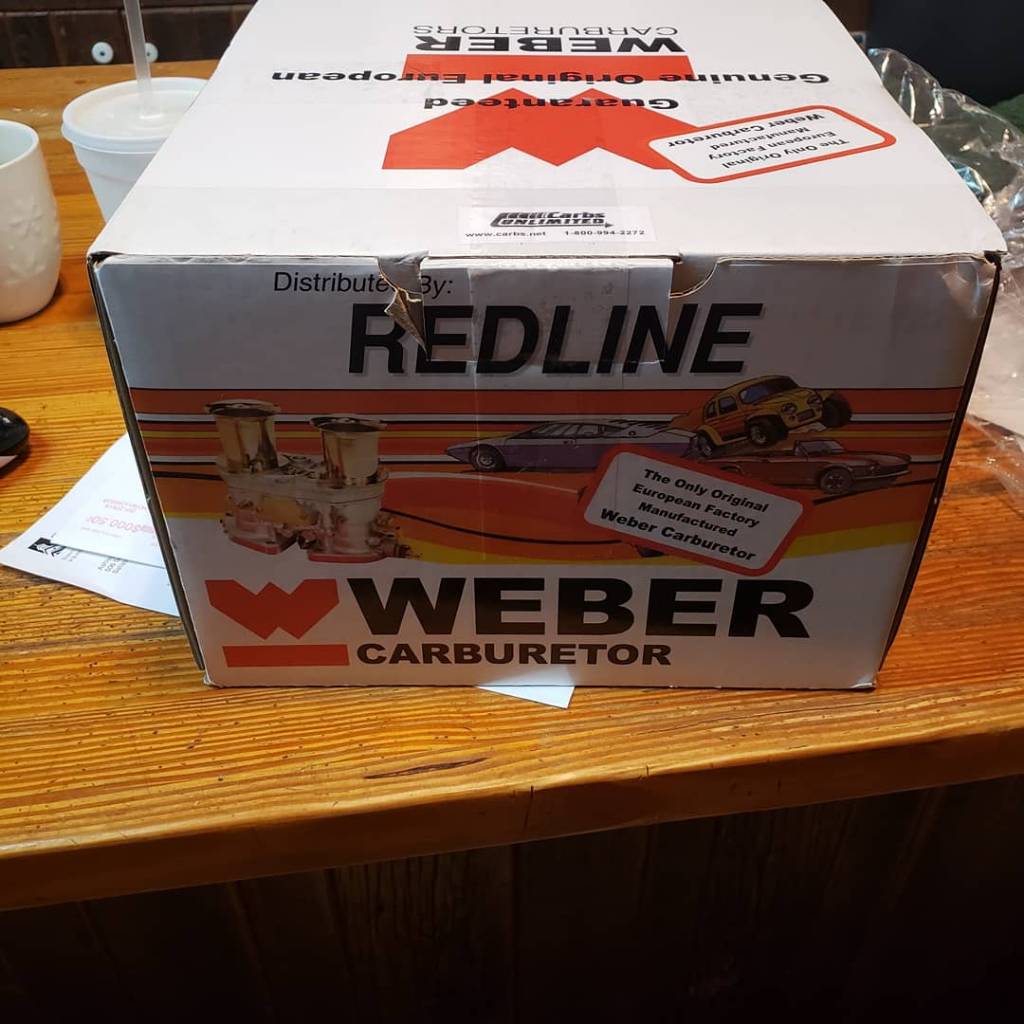 WEBER
CARBURETORS
Genuine Original European
Guaranteed
The Only Original
European Factory
Manufactured
Weber Carburetor
Carbs
UNLIMITED
www.carbs.net 1-800-994-2272
Distributed By:
REDLINE
The Only Original
European Factory
Manufactured
Weber Carburetor
WEBER
CARBURETOR